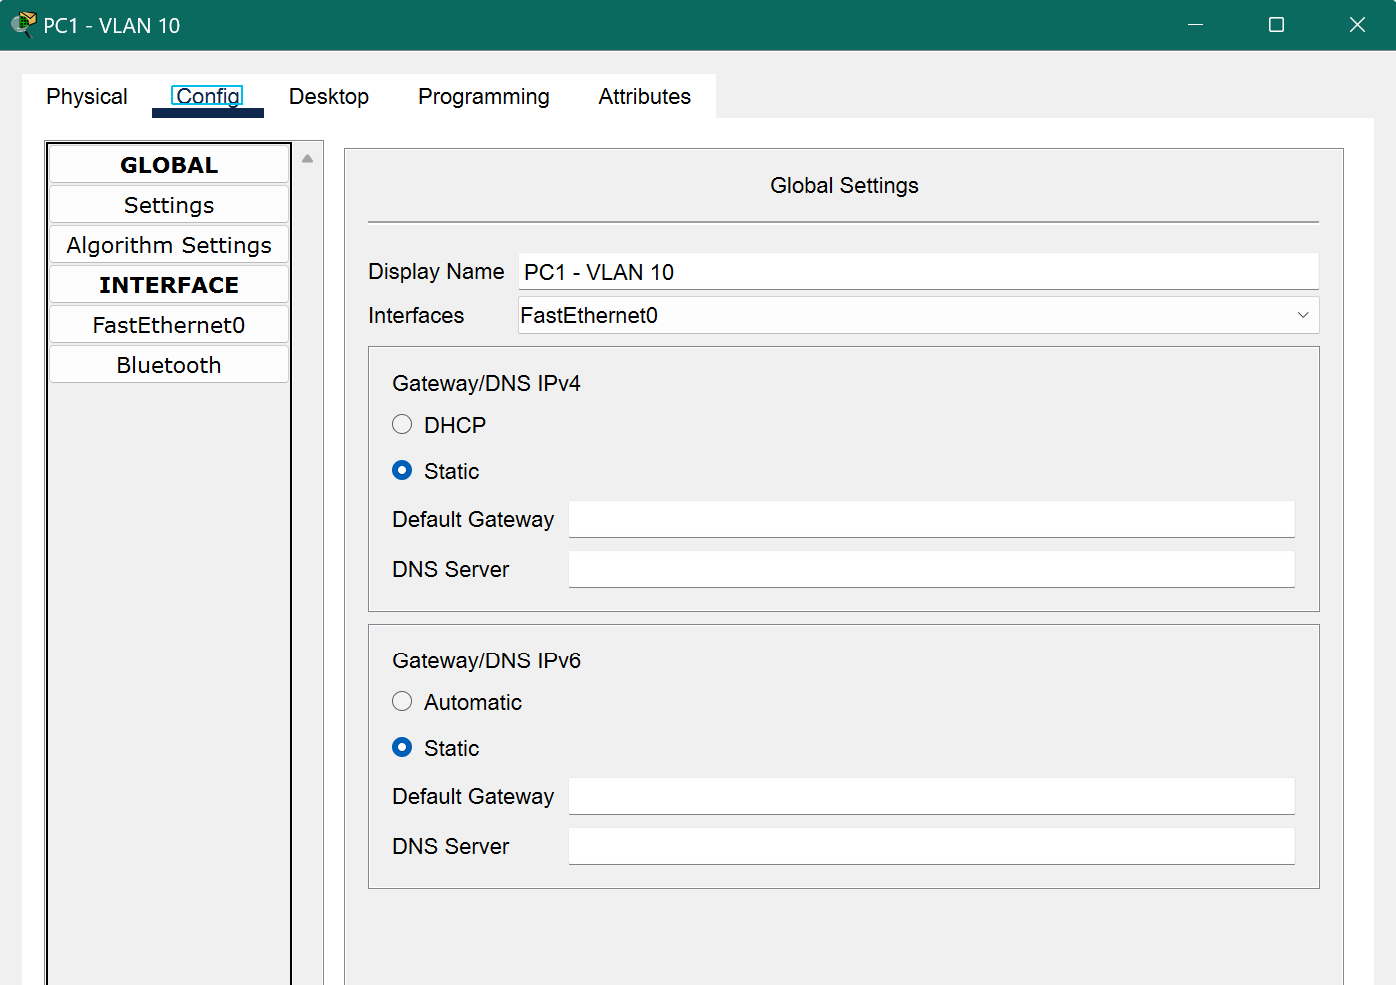 PC1 - VLAN 10
Physical Config Desktop Programming Attributes
GLOBAL
Settings
Algorithm Settings
INTERFACE
FastEthernet0
Bluetooth
Global Settings
Display Name PC1 - VLAN 10
Interfaces FastEthernet0
Gateway/DNS IPv4
DHCP
Static
Default Gateway
DNS Server
Gateway/DNS IPv6
Automatic
Static
Default Gateway
DNS Server